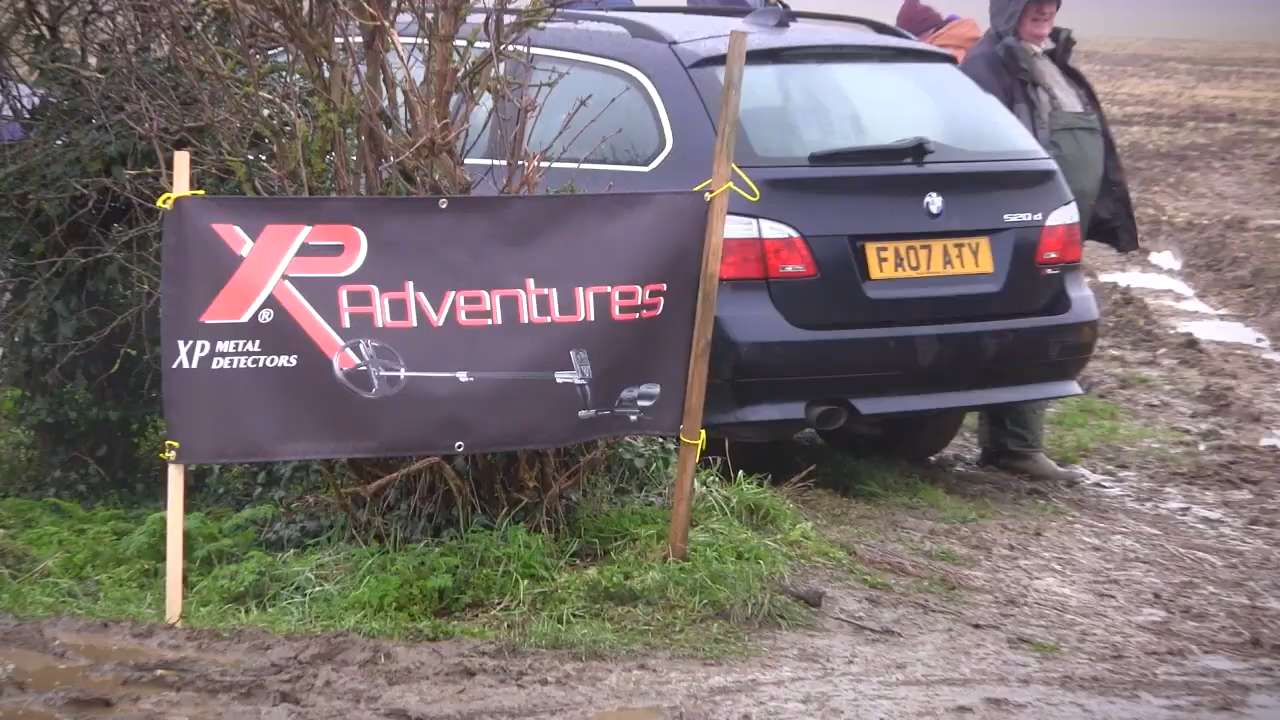 XP
Adventures
®
XP METAL
DETECTORS
520d
FA07 ATY